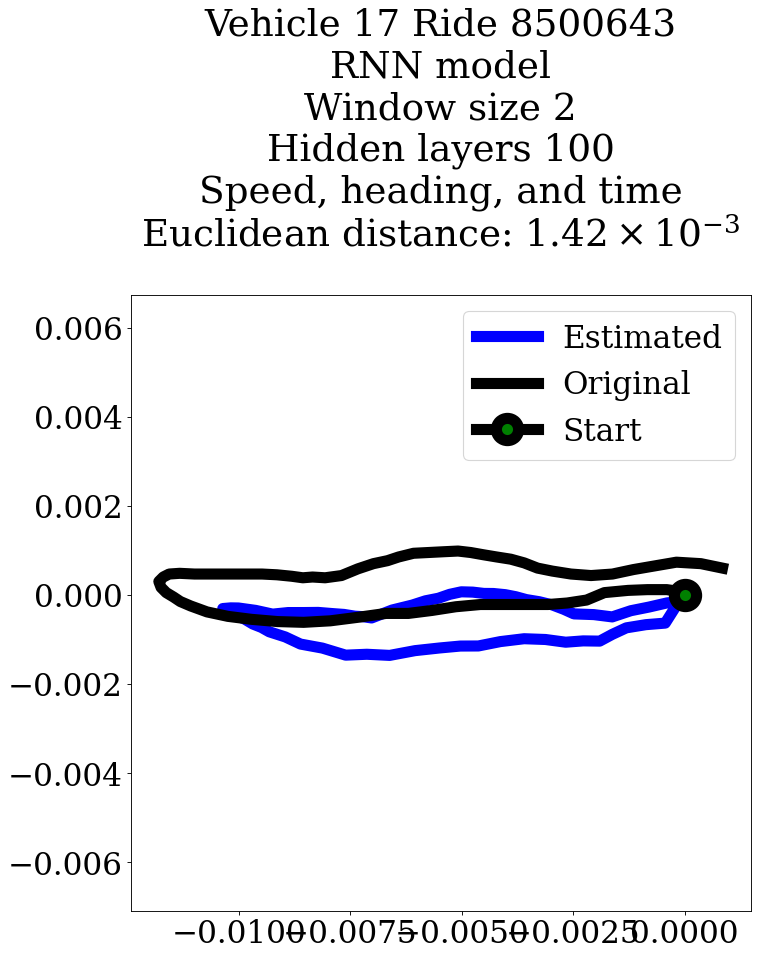 Vehicle 17 Ride 8500643
RNN model
Window size 2
Hidden layers 100
Speed, heading, and time
Euclidean distance: 1.42 × 10⁻³
Estimated
Original
Start
0.006
0.004
0.002
0.000
−0.002
−0.004
−0.006
−0.010 −0.0075 −0.005 −0.0025 0.0000